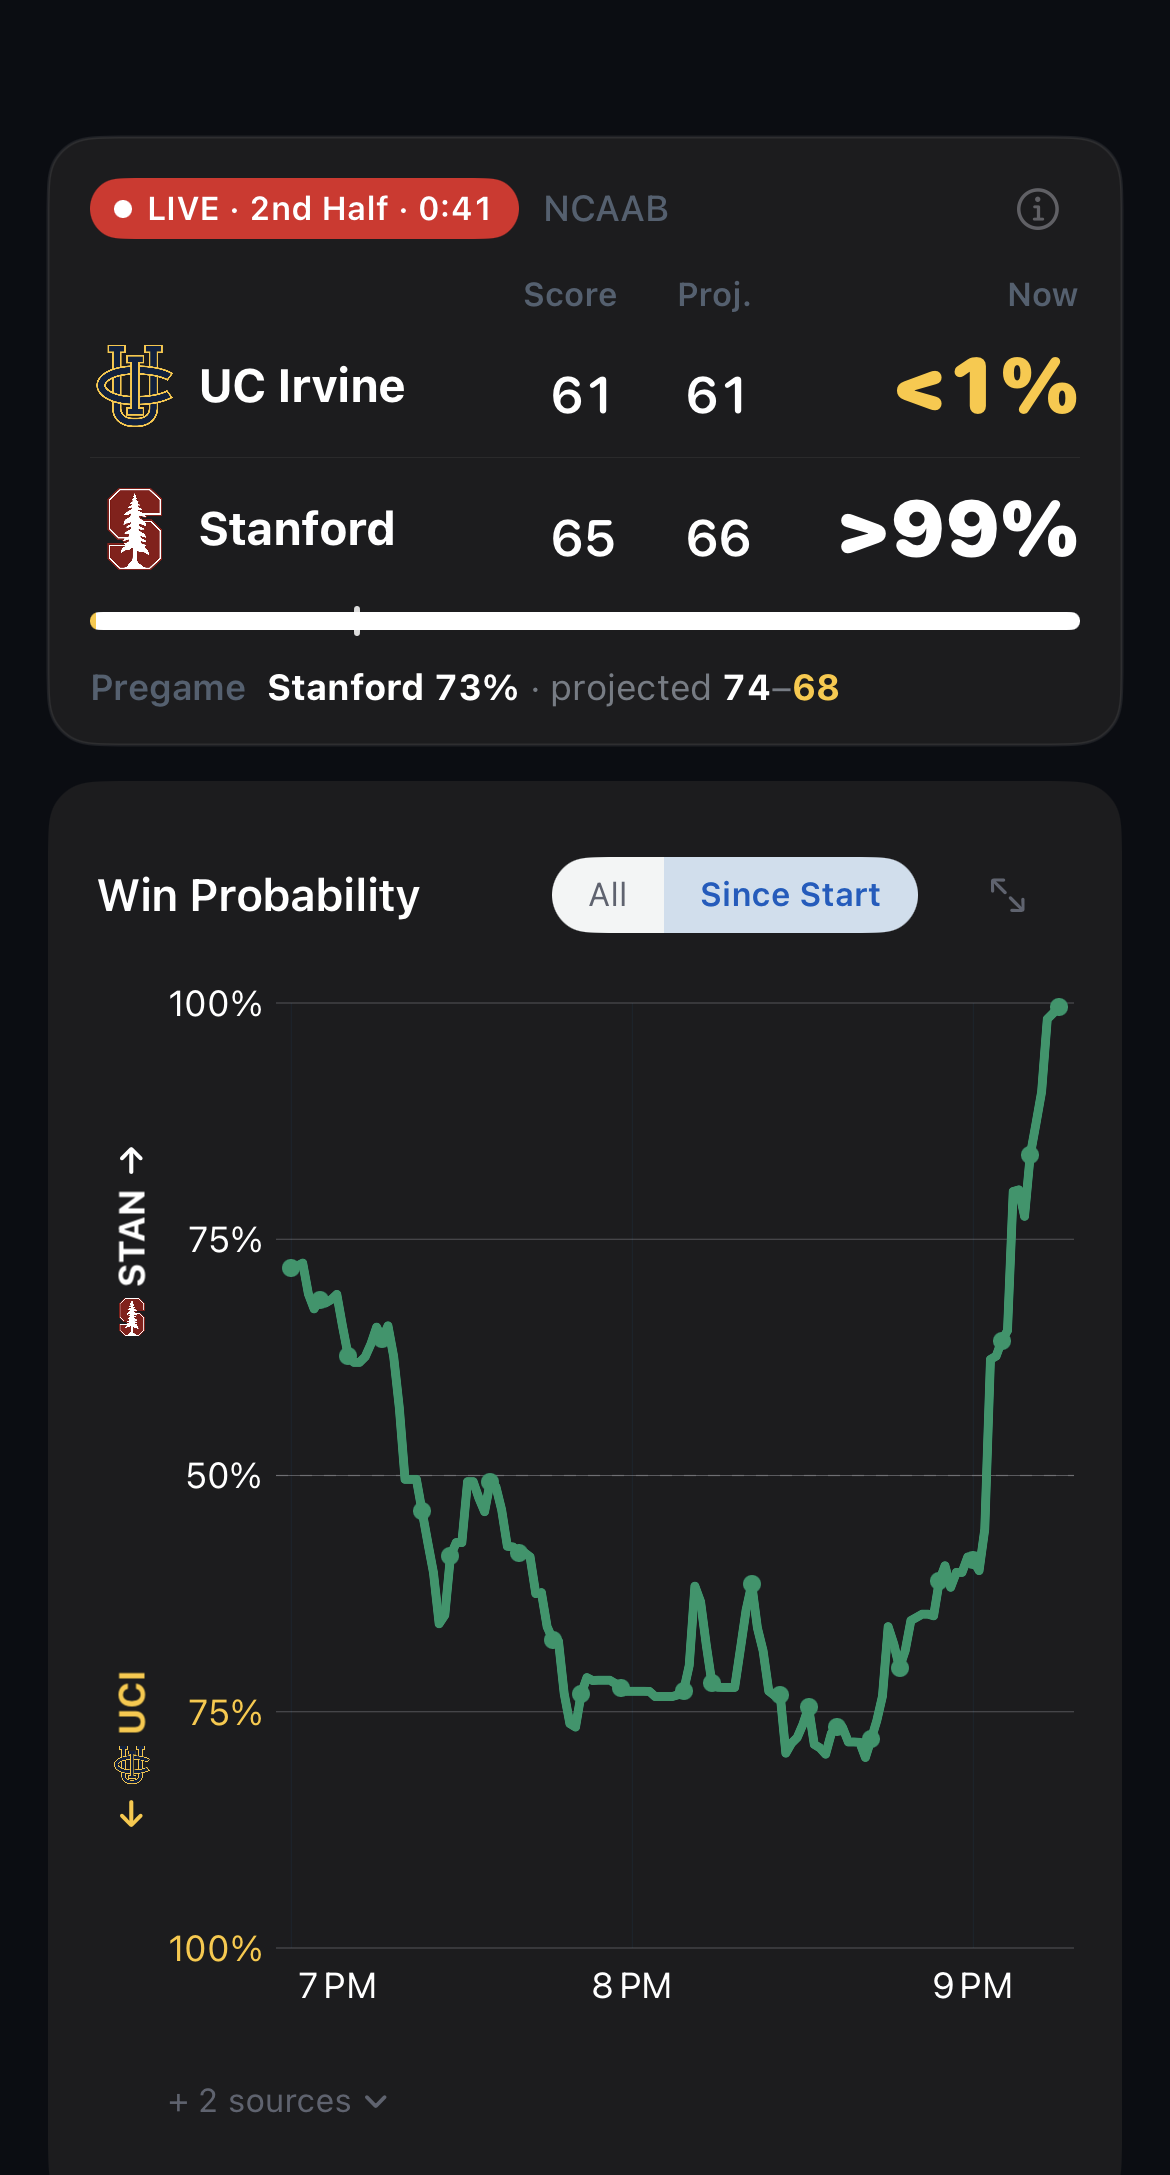 LIVE · 2nd Half · 0:41 NCAAB
Score Proj. Now
UC Irvine 61 61 <1%
Stanford 65 66 >99%
Pregame Stanford 73% · projected 74–68
Win Probability All Since Start
100%
STAN →
75%
50%
← UCI
75%
100%
7 PM 8 PM 9 PM
+ 2 sources